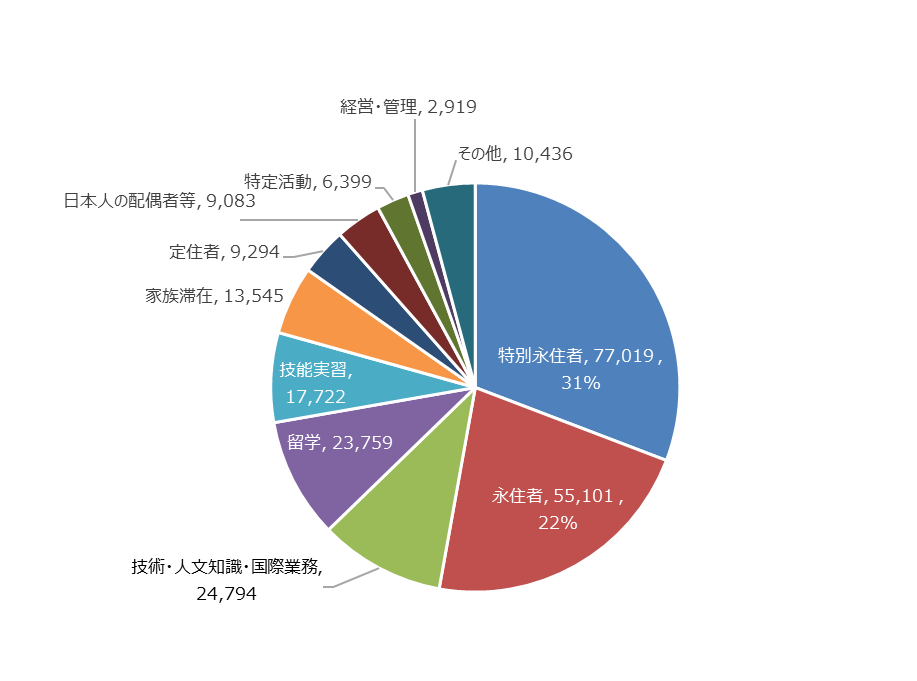 経営・管理, 2,919
その他, 10,436
特定活動, 6,399
日本人の配偶者等, 9,083
定住者, 9,294
家族滞在, 13,545
技能実習,
17,722
留学, 23,759
技術・人文知識・国際業務,
24,794
特別永住者, 77,019 ,
31%
永住者, 55,101 ,
22%